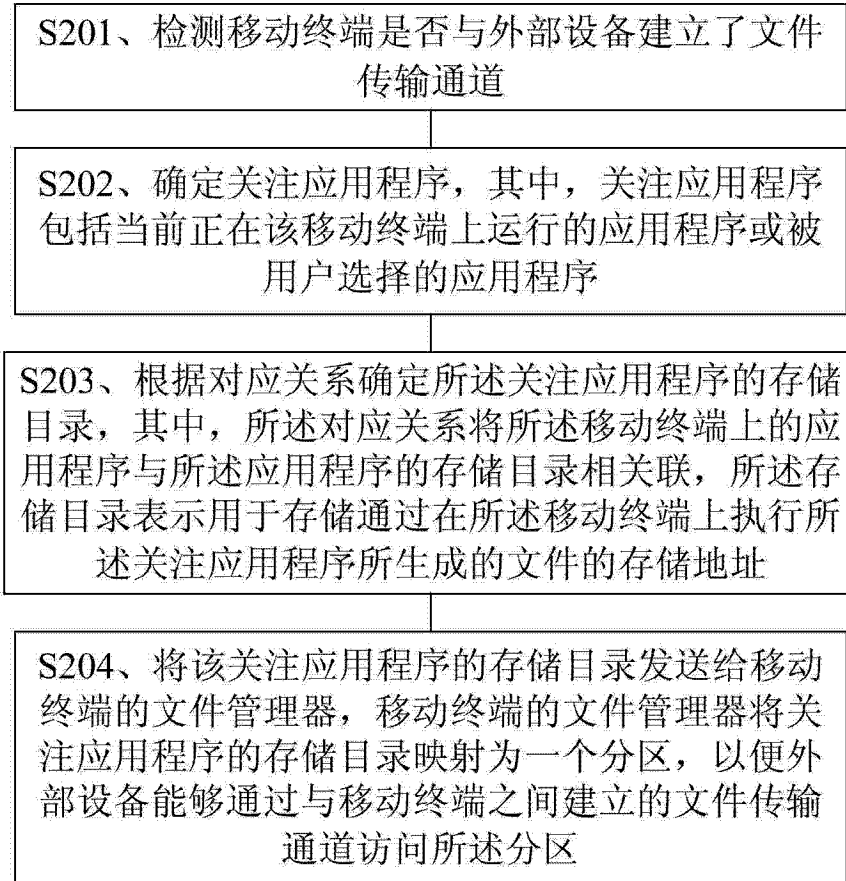 S201、检测移动终端是否与外部设备建立了文件
传输通道
S202、确定关注应用程序，其中，关注应用程序
包括当前正在该移动终端上运行的应用程序或被
用户选择的应用程序
S203、根据对应关系确定所述关注应用程序的存储
目录，其中，所述对应关系将所述移动终端上的应
用程序与所述应用程序的存储目录相关联，所述存
储目录表示用于存储通过在所述移动终端上执行所
述关注应用程序所生成的文件的存储地址
S204、将该关注应用程序的存储目录发送给移动
终端的文件管理器，移动终端的文件管理器将关
注应用程序的存储目录映射为一个分区，以便外
部设备能够通过与移动终端之间建立的文件传输
通道访问所述分区